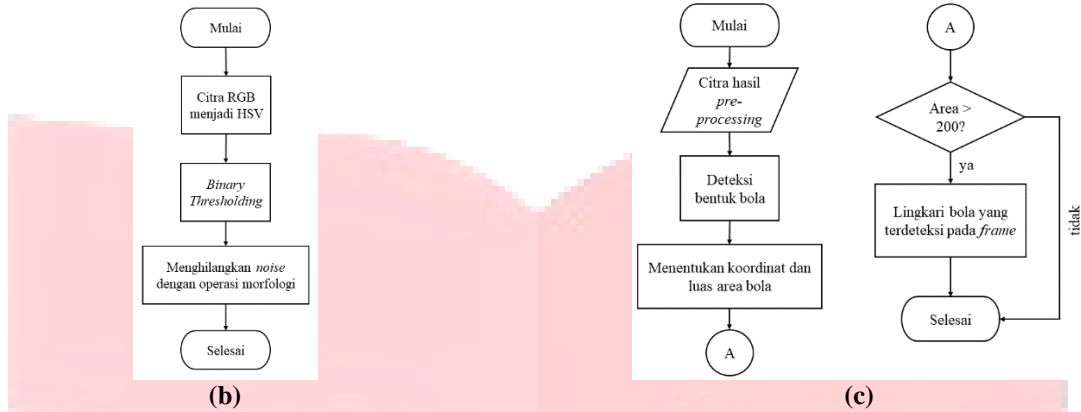 Mulai
Citra RGB
menjadi HSV
Binary
Thresholding
Menghilangkan noise
dengan operasi morfologi
Selesai
(b)
Mulai
Citra hasil
pre-
processing
Deteksi
bentuk bola
Menentukan koordinat dan
luas area bola
A
A
Area >
200?
ya
tidak
Lingkari bola yang
terdeteksi pada frame
Selesai
(c)